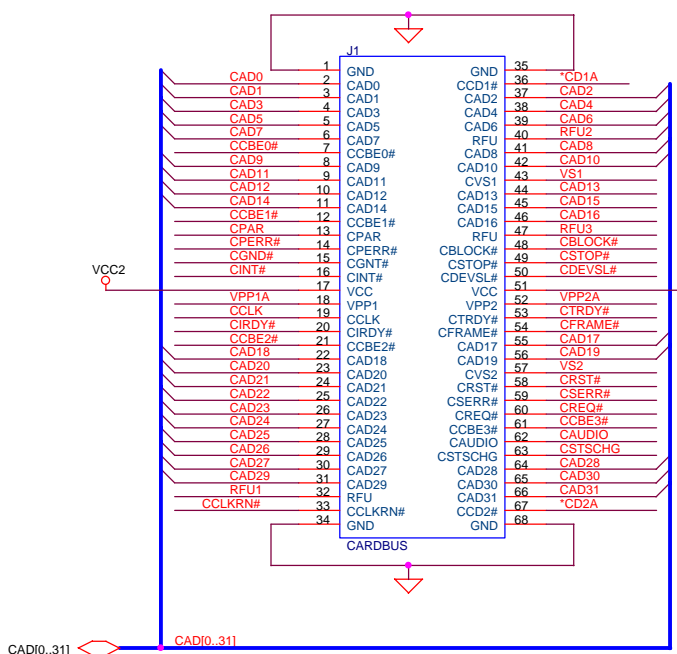 J1
1 GND GND 35
CAD0 2 CAD0 CCD1# 36 *CD1A
CAD1 3 CAD1 CAD2 37 CAD2
CAD3 4 CAD3 CAD4 38 CAD4
CAD5 5 CAD5 CAD6 39 CAD6
CAD7 6 CAD7 RFU 40 RFU2
CCBE0# 7 CCBE0# CAD8 41 CAD8
CAD9 8 CAD9 CAD10 42 CAD10
CAD11 9 CAD11 CVS1 43 VS1
CAD12 10 CAD12 CAD13 44 CAD13
CAD14 11 CAD14 CAD15 45 CAD15
CCBE1# 12 CCBE1# CAD16 46 CAD16
CPAR 13 CPAR RFU 47 RFU3
CPERR# 14 CPERR# CBLOCK# 48 CBLOCK#
CGND# 15 CGNT# CSTOP# 49 CSTOP#
CINT# 16 CINT# CDEVSL# 50 CDEVSL#
VCC2 17 VCC VCC 51
VPP1A 18 VPP1 VPP2 52 VPP2A
CCLK 19 CCLK CTRDY# 53 CTRDY#
CIRDY# 20 CIRDY# CFRAME# 54 CFRAME#
CCBE2# 21 CCBE2# CAD17 55 CAD17
CAD18 22 CAD18 CAD19 56 CAD19
CAD20 23 CAD20 CVS2 57 VS2
CAD21 24 CAD21 CRST# 58 CRST#
CAD22 25 CAD22 CSERR# 59 CSERR#
CAD23 26 CAD23 CREQ# 60 CREQ#
CAD24 27 CAD24 CCBE3# 61 CCBE3#
CAD25 28 CAD25 CAUDIO 62 CAUDIO
CAD26 29 CAD26 CSTSCHG 63 CSTSCHG
CAD27 30 CAD27 CAD28 64 CAD28
CAD29 31 CAD29 CAD30 65 CAD30
RFU1 32 RFU CAD31 66 CAD31
CCLKRN# 33 CCLKRN# CCD2# 67 *CD2A
34 GND GND 68
CARDBUS
CAD[0..31] CAD[0..31]